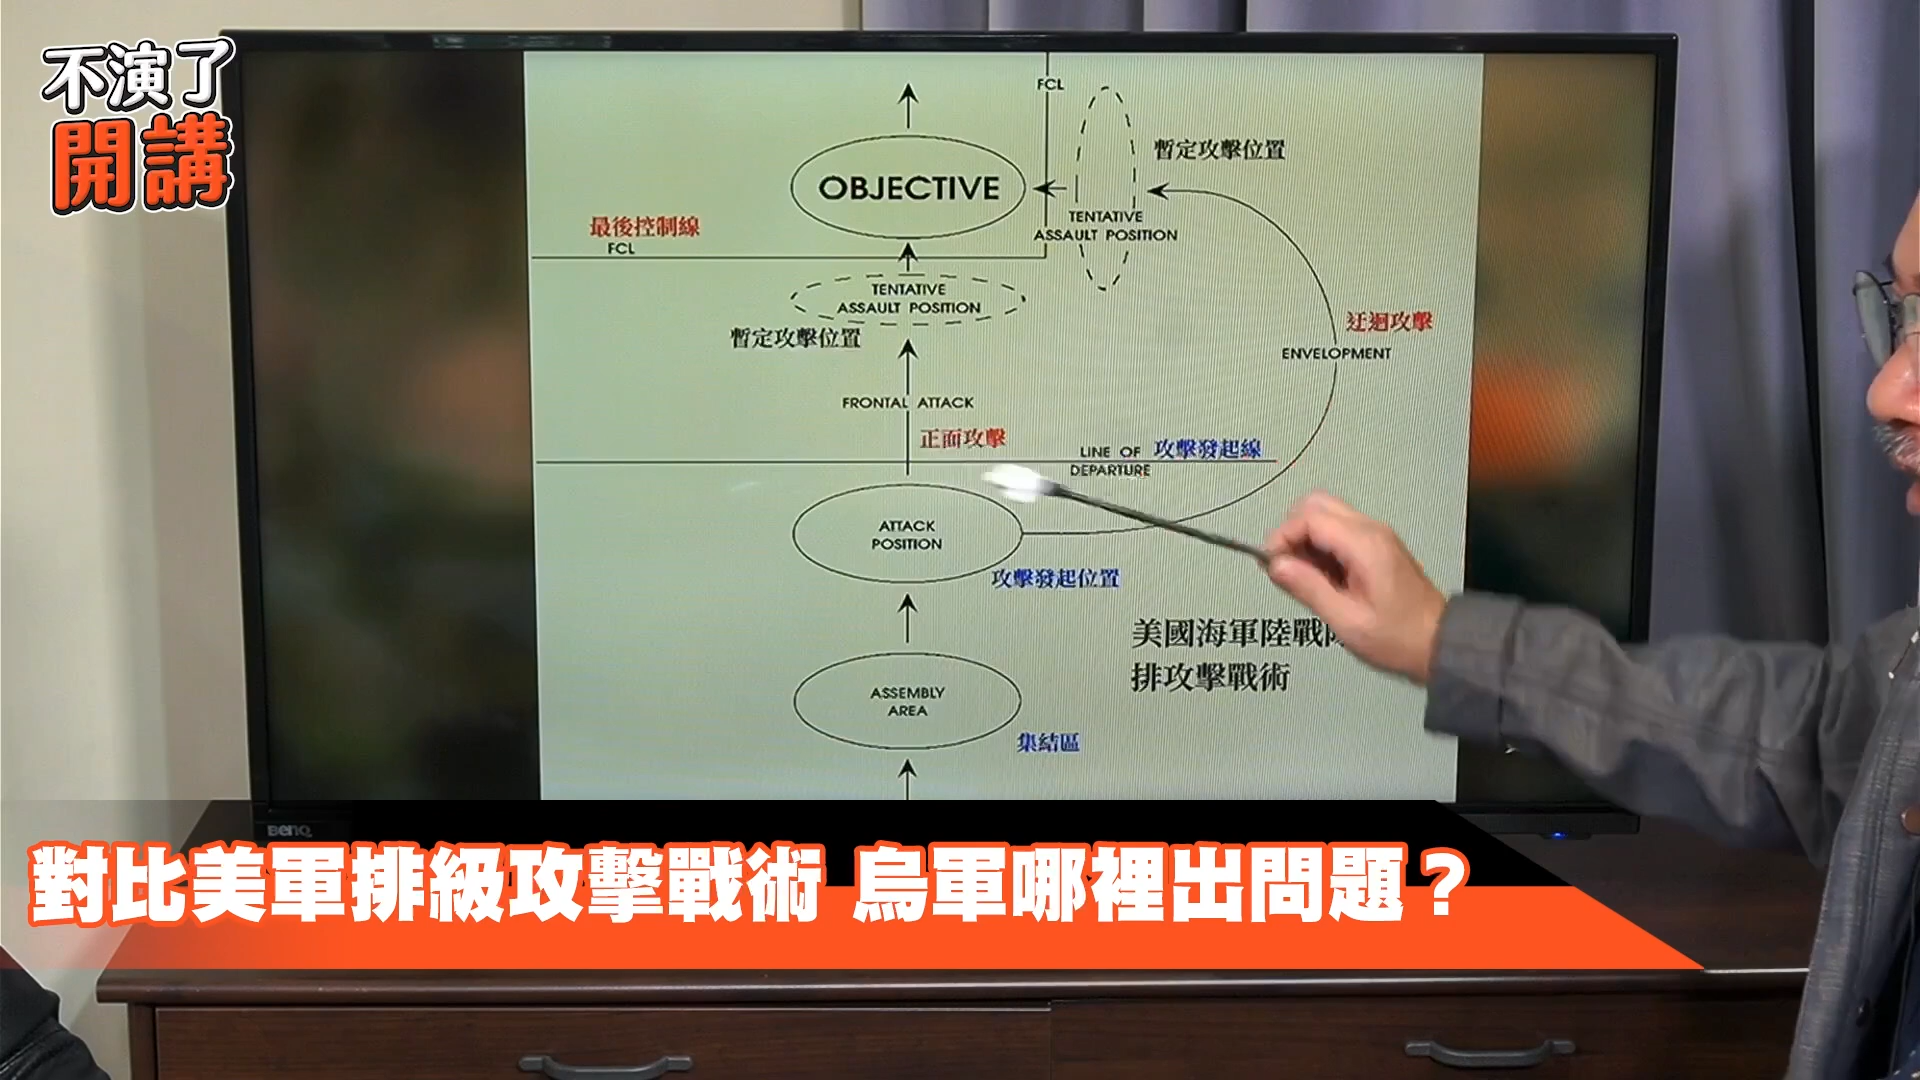 不演了
開講
FCL
暫定攻擊位置
OBJECTIVE
TENTATIVE
ASSAULT POSITION
最後控制線
FCL
TENTATIVE
ASSAULT POSITION
暫定攻擊位置
迂迴攻擊
ENVELOPMENT
FRONTAL ATTACK
正面攻擊
LINE OF
DEPARTURE
攻擊發起線
ATTACK
POSITION
攻擊發起位置
美國海軍陸戰
排攻擊戰術
ASSEMBLY
AREA
集結區
BenQ
對比美軍排級攻擊戰術 烏軍哪裡出問題？